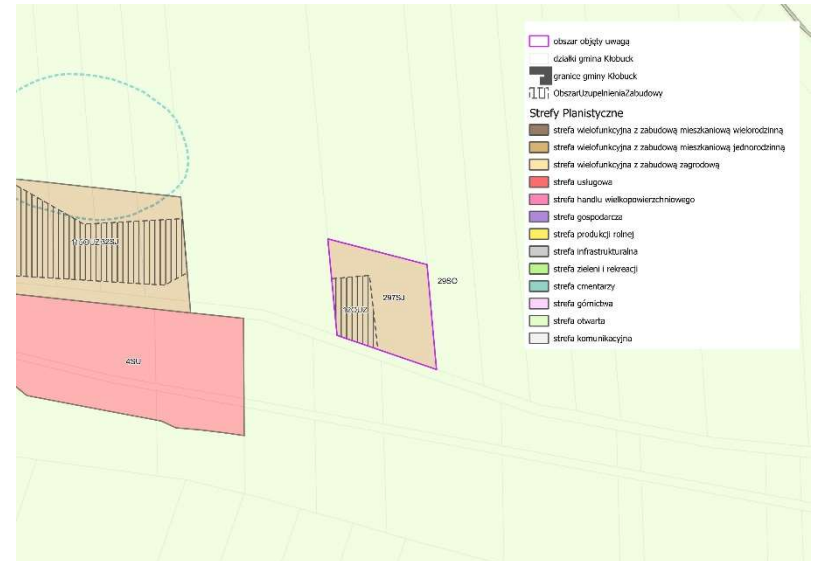 obszar objęty uwagą
działki gmina Kłobuck
granice gminy Kłobuck
ObszarUzupelnieniaZabudowy
Strefy Planistyczne
strefa wielofunkcyjna z zabudową mieszkaniową wielorodzinną
strefa wielofunkcyjna z zabudową mieszkaniową jednorodzinną
strefa wielofunkcyjna z zabudową zagrodową
strefa usługowa
strefa handlu wielkopowierzchniowego
strefa gospodarcza
strefa produkcji rolnej
strefa infrastrukturalna
strefa zieleni i rekreacji
strefa cmentarzy
strefa górnictwa
strefa otwarta
strefa komunikacyjna
29SO
297SJ
4SU